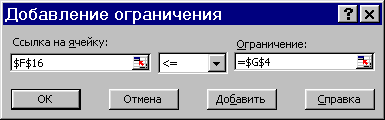 Добавление ограничения
Ссылка на ячейку: Ограничение:
$F$16 <= =$G$4
ОК Отмена Добавить Справка